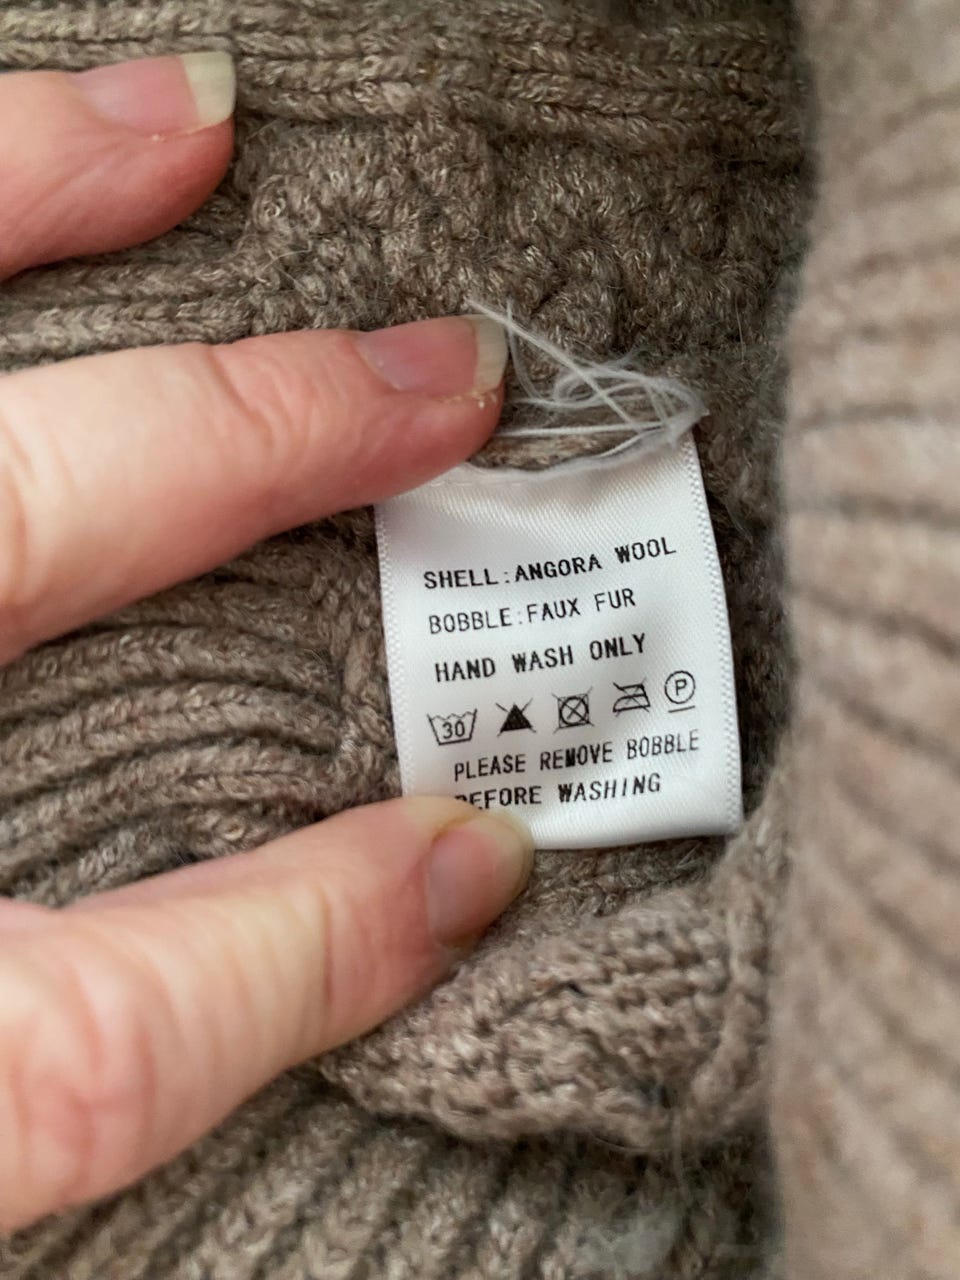 SHELL:ANGORA WOOL
BOBBLE:FAUX FUR
HAND WASH ONLY
30 P
PLEASE REMOVE BOBBLE
BEFORE WASHING